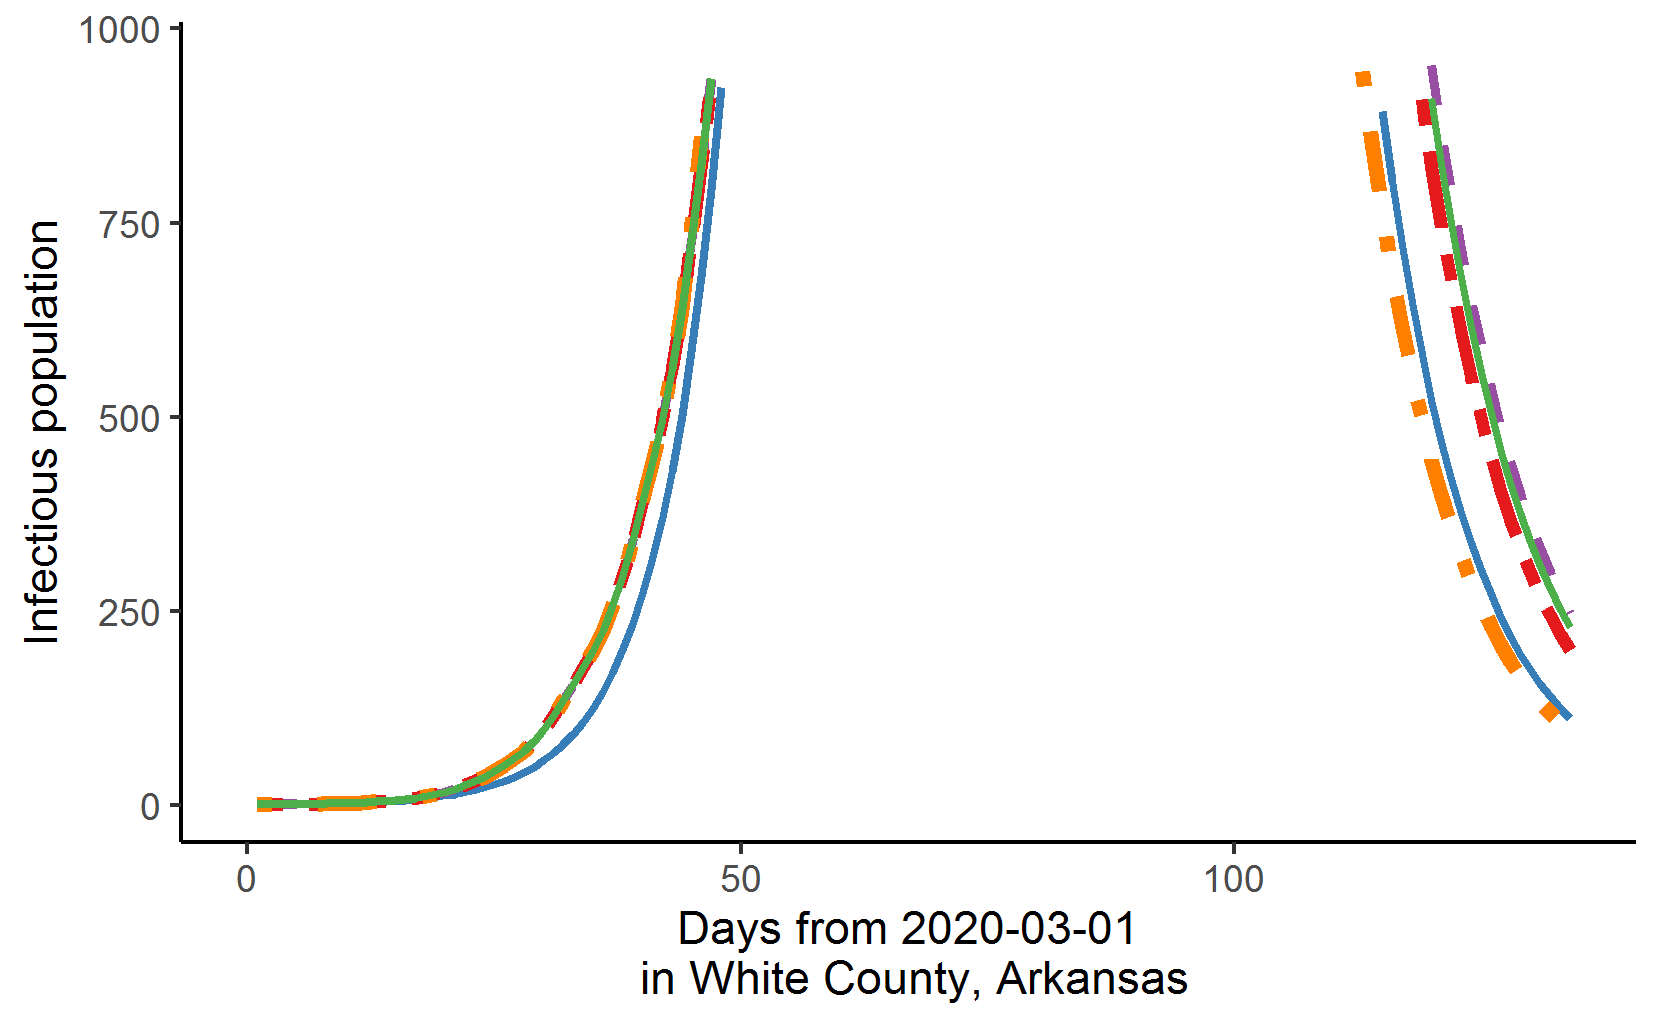 1000
750
500
250
0
Infectious population
0 50 100
Days from 2020-03-01
in White County, Arkansas